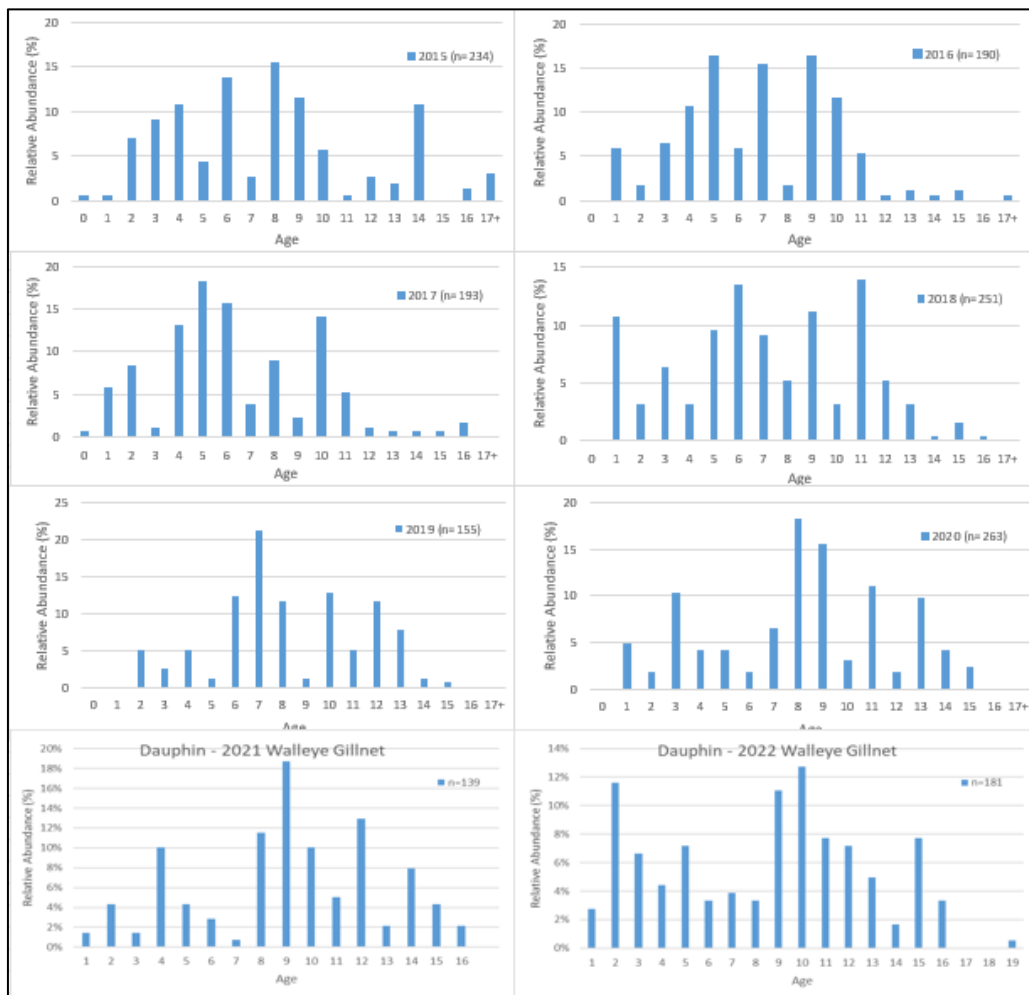 20
15
10
5
0
Relative Abundance (%)
2015 (n= 234)
0 1 2 3 4 5 6 7 8 9 10 11 12 13 14 15 16 17+
Age
20
15
10
5
0
Relative Abundance (%)
2016 (n= 190)
0 1 2 3 4 5 6 7 8 9 10 11 12 13 14 15 16 17+
Age
20
15
10
5
0
Relative Abundance (%)
2017 (n= 193)
0 1 2 3 4 5 6 7 8 9 10 11 12 13 14 15 16 17+
Age
15
10
5
0
Relative Abundance (%)
2018 (n= 251)
0 1 2 3 4 5 6 7 8 9 10 11 12 13 14 15 16 17+
Age
25
20
15
10
5
0
Relative Abundance (%)
2019 (n= 155)
0 1 2 3 4 5 6 7 8 9 10 11 12 13 14 15 16 17+
Age
20
15
10
5
0
Relative Abundance (%)
2020 (n= 263)
0 1 2 3 4 5 6 7 8 9 10 11 12 13 14 15 16 17+
Age
Dauphin - 2021 Walleye Gillnet
20%
18%
16%
14%
12%
10%
8%
6%
4%
2%
0%
Relative Abundance (%)
n=139
1 2 3 4 5 6 7 8 9 10 11 12 13 14 15 16
Age
Dauphin - 2022 Walleye Gillnet
14%
12%
10%
8%
6%
4%
2%
0%
Relative Abundance (%)
n=181
1 2 3 4 5 6 7 8 9 10 11 12 13 14 15 16 17 18 19
Age